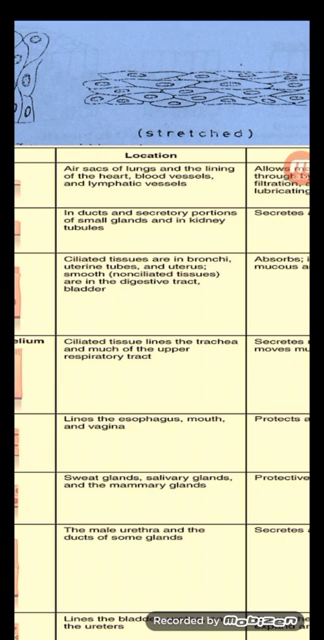 (stretched)
Location
Air sacs of lungs and the lining
of the heart, blood vessels,
and lymphatic vessels
Allows
through
filtration,
lubricating
In ducts and secretory portions
of small glands and in kidney
tubules
Secretes
Ciliated tissues are in bronchi,
uterine tubes, and uterus;
smooth (nonciliated tissues)
are in the digestive tract,
bladder
Absorbs;
mucous a
elium
Ciliated tissue lines the trachea
and much of the upper
respiratory tract
Secretes
moves mu
Lines the esophagus, mouth,
and vagina
Protects a
Sweat glands, salivary glands,
and the mammary glands
Protective
The male urethra and the
ducts of some glands
Secretes
Lines the
the ureters
Recorded by Mobizen